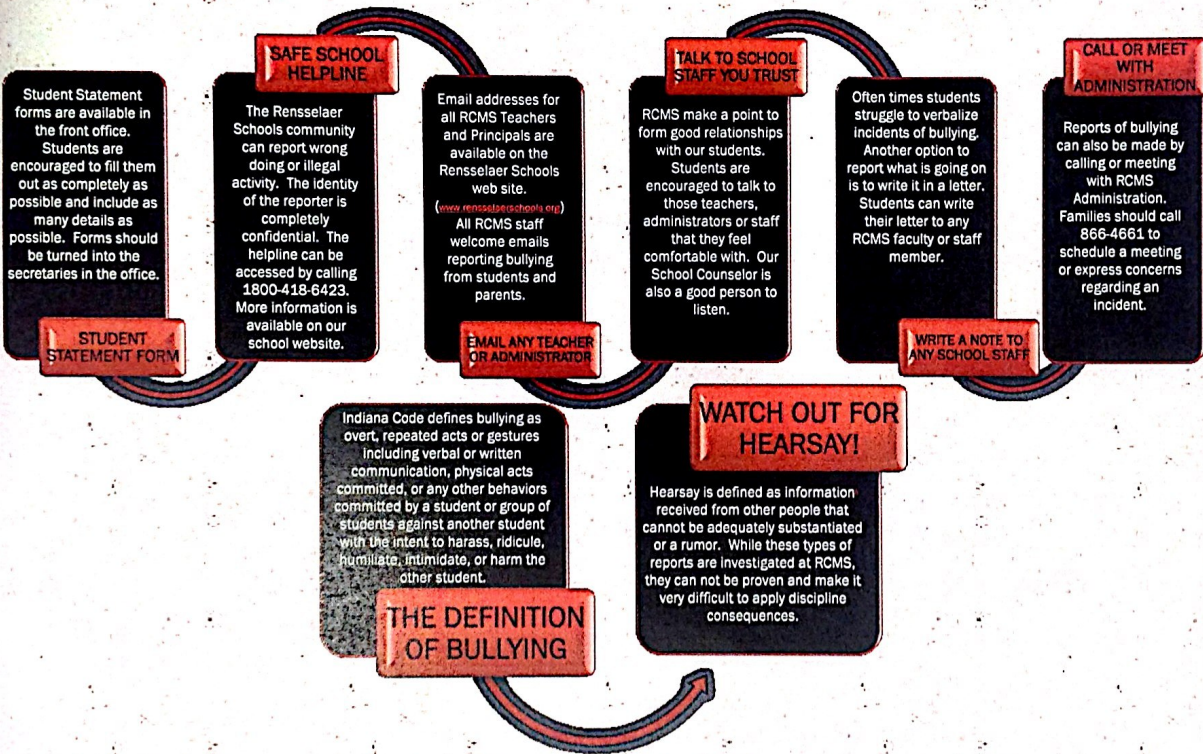 Student Statement
forms are available in
the front office.
Students are
encouraged to fill them
out as completely as
possible and include as
many details as
possible. Forms should
be turned into the
secretaries in the office.
STUDENT
STATEMENT FORM
SAFE SCHOOL
HELPLINE
The Rensselaer
Schools community
can report wrong
doing or illegal
activity. The identity
of the reporter is
completely
confidential. The
helpline can be
accessed by calling
1800-418-6423.
More information is
available on our
school website.
Email addresses for
all RCMS Teachers
and Principals are
available on the
Rensselaer Schools
web site.
(www.rensselaerschools.org)
All RCMS staff
welcome emails
reporting bullying
from students and
parents.
EMAIL ANY TEACHER
OR ADMINISTRATOR
TALK TO SCHOOL
STAFF YOU TRUST
RCMS make a point to
form good relationships
with our students.
Students are
encouraged to talk to
those teachers,
administrators or staff
that they feel
comfortable with. Our
School Counselor is
also a good person to
listen.
Often times students
struggle to verbalize
incidents of bullying.
Another option to
report what is going on
is to write it in a letter.
Students can write
their letter to any
RCMS faculty or staff
member.
WRITE A NOTE TO
ANY SCHOOL STAFF
CALL OR MEET
WITH
ADMINISTRATION
Reports of bullying
can also be made by
calling or meeting
with RCMS
Administration.
Families should call
866-4661 to
schedule a meeting
or express concerns
regarding an
incident.
Indiana Code defines bullying as
overt, repeated acts or gestures
including verbal or written
communication, physical acts
committed, or any other behaviors
committed by a student or group of
students against another student
with the intent to harass, ridicule,
humiliate, intimidate, or harm the
other student.
THE DEFINITION
OF BULLYING
WATCH OUT FOR
HEARSAY!
Hearsay is defined as information
received from other people that
cannot be adequately substantiated
or a rumor. While these types of
reports are investigated at RCMS,
they can not be proven and make it
very difficult to apply discipline
consequences.